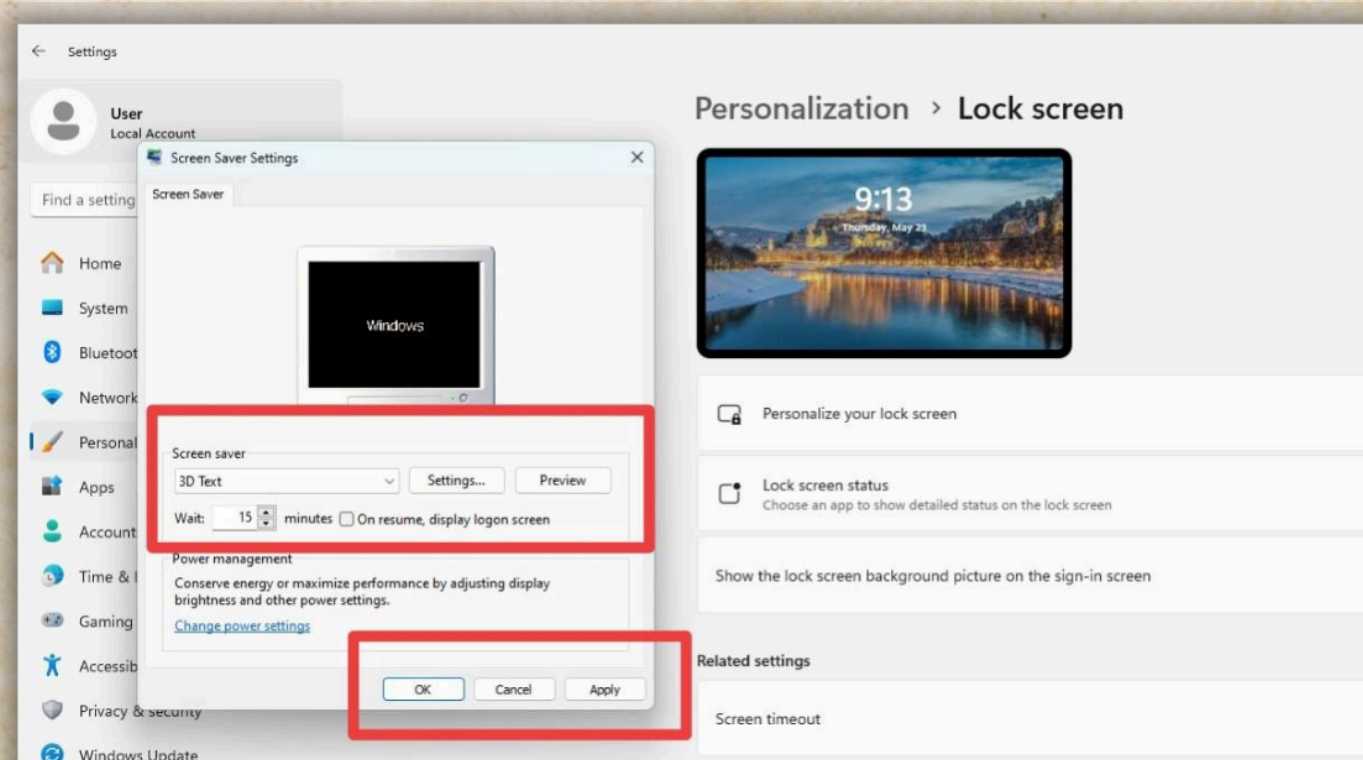 Settings
User
Local Account
Find a setting
Home
System
Bluetoot
Network
Personal
Apps
Account
Time &
Gaming
Accessib
Privacy & security
Windows Update
Screen Saver Settings
Screen Saver
Windows
Screen saver
3D Text
Settings...
Preview
Wait: 15 minutes On resume, display logon screen
Power management
Conserve energy or maximize performance by adjusting display
brightness and other power settings.
Change power settings
OK Cancel Apply
Personalization > Lock screen
9:13
Thursday, May 23
Personalize your lock screen
Lock screen status
Choose an app to show detailed status on the lock screen
Show the lock screen background picture on the sign-in screen
Related settings
Screen timeout